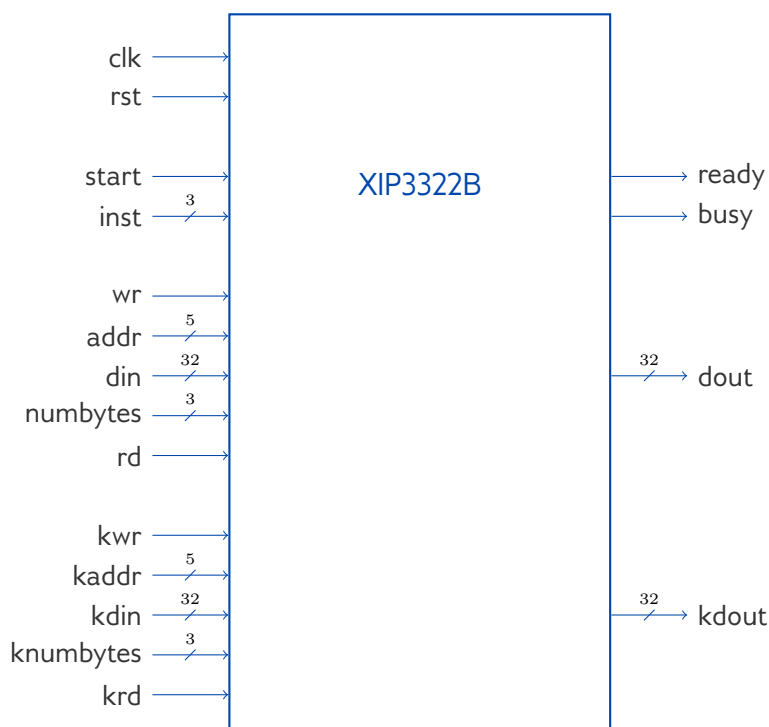 clk
rst
start
XIP3322B
ready
inst
3
busy
wr
addr
5
din
32
32
dout
numbytes
3
rd
kwr
kaddr
5
kdin
32
32
kdout
knumbytes
3
krd